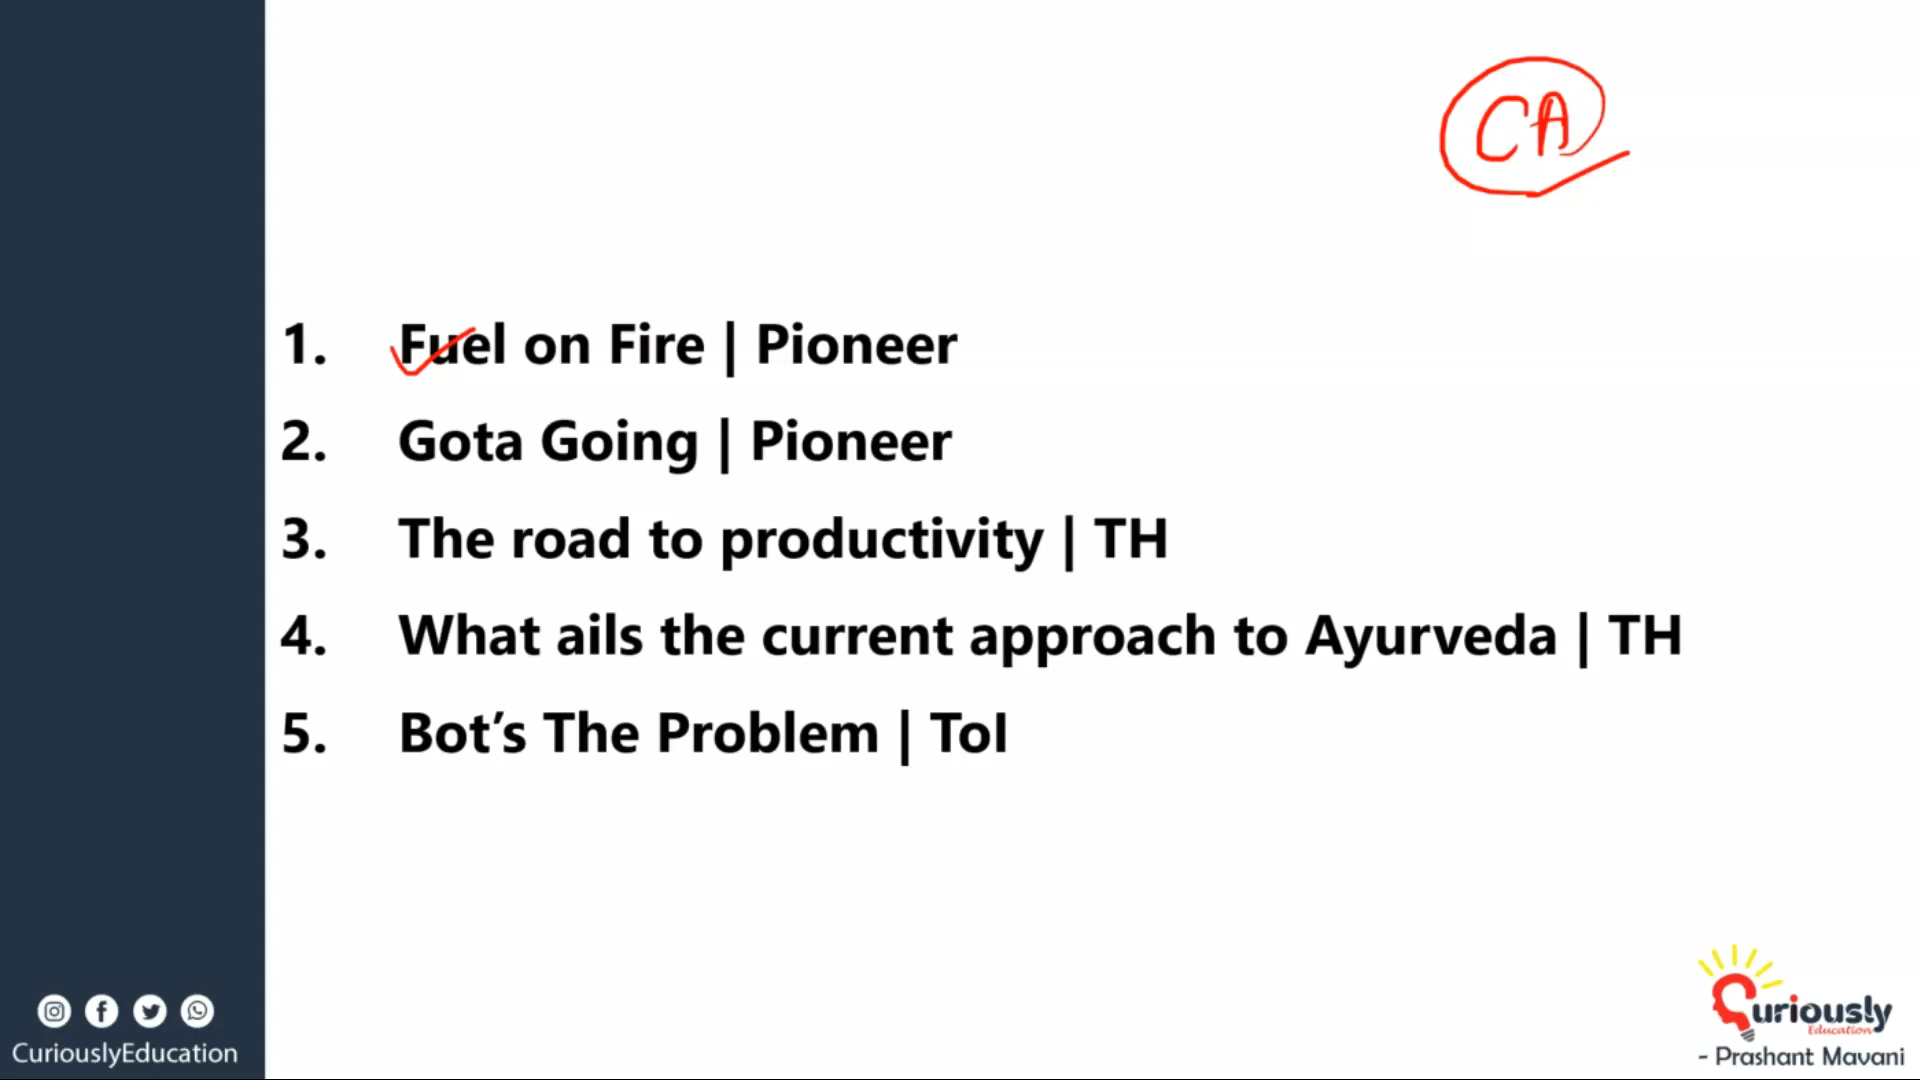 CA
1. Fuel on Fire | Pioneer
2. Gota Going | Pioneer
3. The road to productivity | TH
4. What ails the current approach to Ayurveda | TH
5. Bot’s The Problem | ToI
CuriouslyEducation
Curiously
Education
- Prashant Mavani